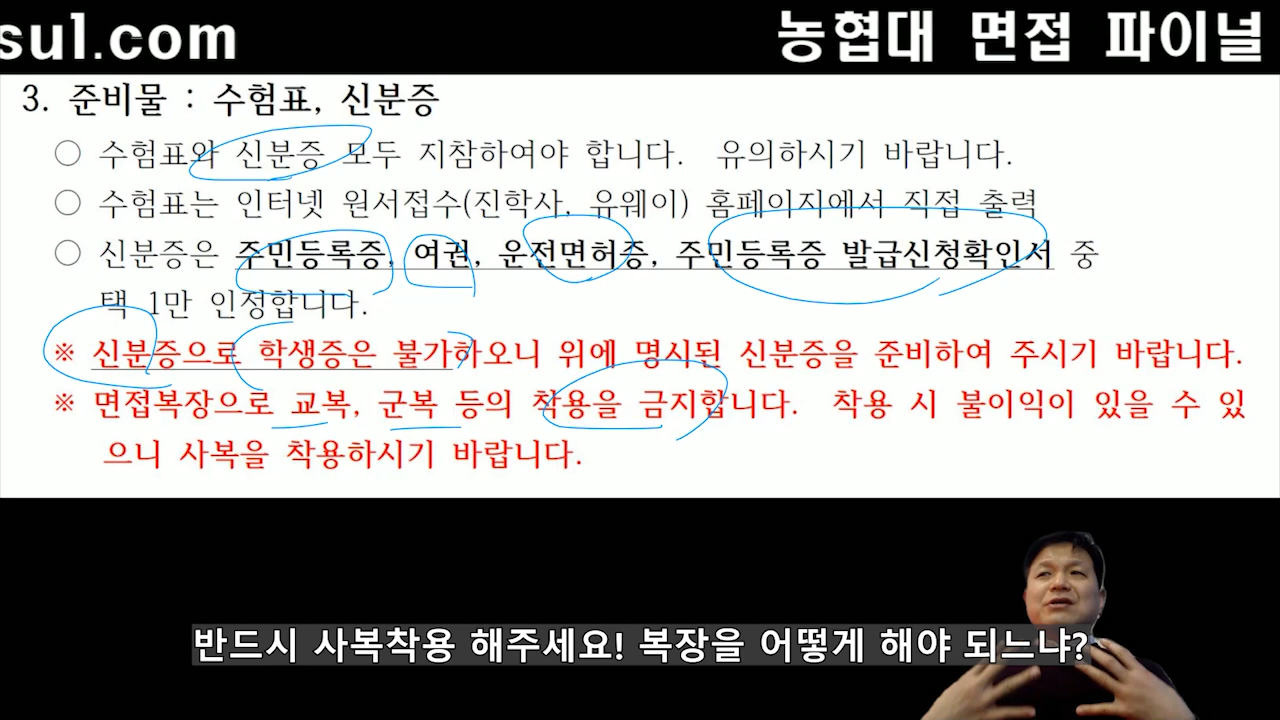 sul.com 농협대 면접 파이널
3. 준비물 : 수험표, 신분증
○ 수험표와 신분증 모두 지참하여야 합니다. 유의하시기 바랍니다.
○ 수험표는 인터넷 원서접수(진학사, 유웨이) 홈페이지에서 직접 출력
○ 신분증은 주민등록증, 여권, 운전면허증, 주민등록증 발급신청확인서 중
택 1만 인정합니다.
※ 신분증으로 학생증은 불가하오니 위에 명시된 신분증을 준비하여 주시기 바랍니다.
※ 면접복장으로 교복, 군복 등의 착용을 금지합니다. 착용 시 불이익이 있을 수 있
으니 사복을 착용하시기 바랍니다.
반드시 사복착용 해주세요! 복장을 어떻게 해야 되느냐?